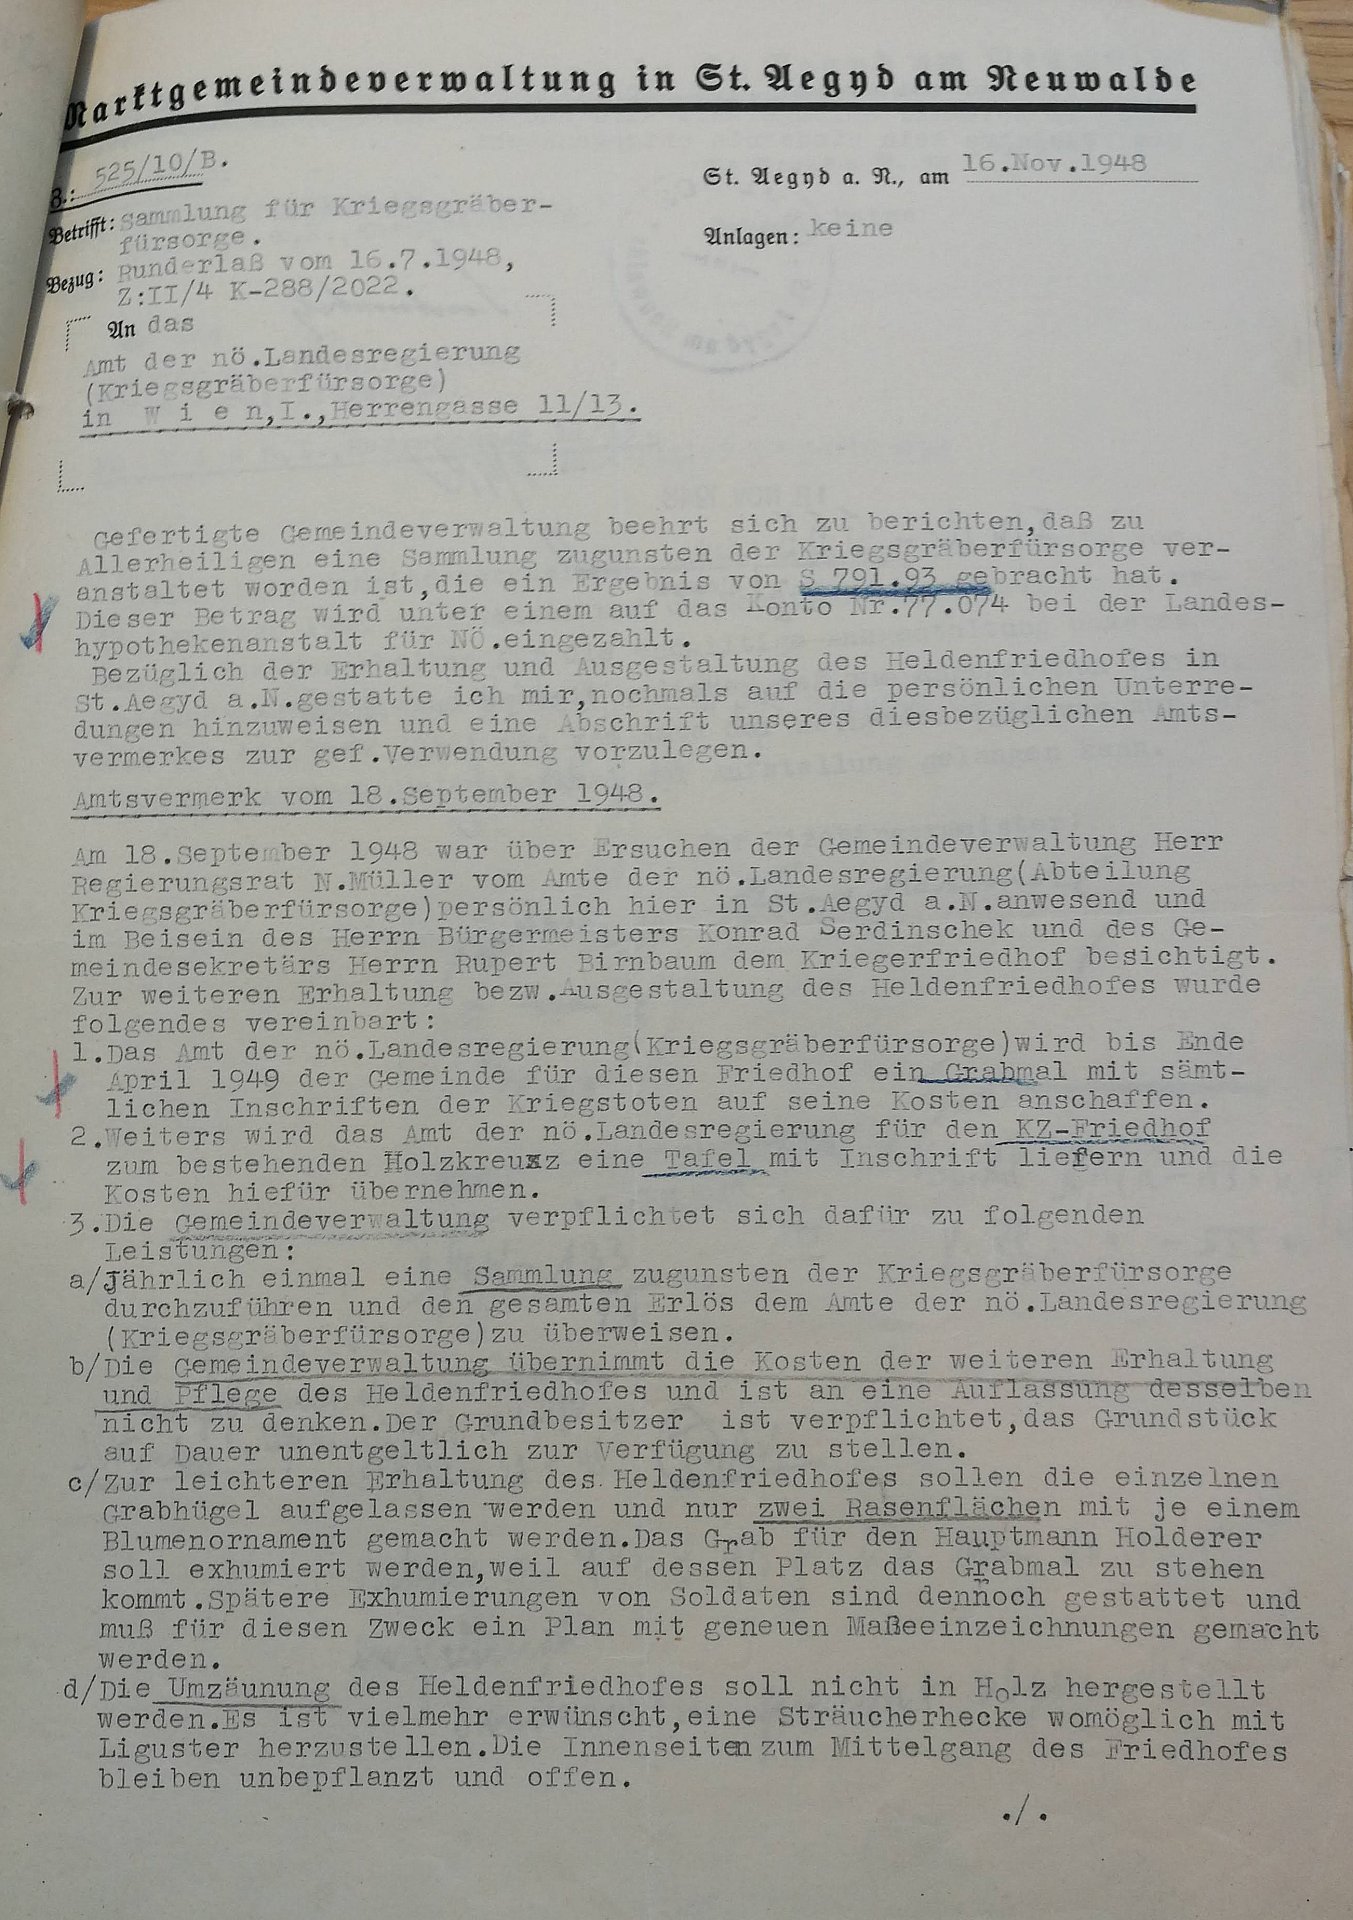 Marktgemeindeverwaltung in St. Aegyd am Neuwalde
Z.: 525/10/B.
St. Aegyd a. N., am 16.Nov.1948
Betrifft: Sammlung für Kriegsgräber-
fürsorge.
Anlagen: keine
Bezug: Runderlaß vom 16.7.1948,
Z:II/4 K-288/2022.
An das
Amt der nö.Landesregierung
(Kriegsgräberfürsorge)
in W i e n,I.,Herrengasse 11/13.
Gefertigte Gemeindeverwaltung beehrt sich zu berichten,daß zu
Allerheiligen eine Sammlung zugunsten der Kriegsgräberfürsorge ver-
anstaltet worden ist,die ein Ergebnis von S 791.93 gebracht hat.
Dieser Betrag wird unter einem auf das Konto Nr.77.074 bei der Landes-
hypothekenanstalt für NÖ.eingezahlt.
Bezüglich der Erhaltung und Ausgestaltung des Heldenfriedhofes in
St.Aegyd a.N.gestatte ich mir,nochmals auf die persönlichen Unterre-
dungen hinzuweisen und eine Abschrift unseres diesbezüglichen Amts-
vermerkes zur gef.Verwendung vorzulegen.
Amtsvermerk vom 18.September 1948.
Am 18.September 1948 war über Ersuchen der Gemeindeverwaltung Herr
Regierungsrat N.Müller vom Amte der nö.Landesregierung(Abteilung
Kriegsgräberfürsorge)persönlich hier in St.Aegyd a.N.anwesend und
im Beisein des Herrn Bürgermeisters Konrad Serdinschek und des Ge-
meindesekretärs Herrn Rupert Birnbaum dem Kriegerfriedhof besichtigt.
Zur weiteren Erhaltung bezw.Ausgestaltung des Heldenfriedhofes wurde
folgendes vereinbart:
1.Das Amt der nö.Landesregierung(Kriegsgräberfürsorge)wird bis Ende
April 1949 der Gemeinde für diesen Friedhof ein Grabmal mit sämt-
lichen Inschriften der Kriegstoten auf seine Kosten anschaffen.
2.Weiters wird das Amt der nö.Landesregierung für den KZ-Friedhof
zum bestehenden Holzkreuxz eine Tafel mit Inschrift liefern und die
Kosten hiefür übernehmen.
3.Die Gemeindeverwaltung verpflichtet sich dafür zu folgenden
Leistungen:
a/Jährlich einmal eine Sammlung zugunsten der Kriegsgräberfürsorge
durchzuführen und den gesamten Erlös dem Amte der nö.Landesregierung
(Kriegsgräberfürsorge)zu überweisen.
b/Die Gemeindeverwaltung übernimmt die Kosten der weiteren Erhaltung
und Pflege des Heldenfriedhofes und ist an eine Auflassung desselben
nicht zu denken.Der Grundbesitzer ist verpflichtet,das Grundstück
auf Dauer unentgeltlich zur Verfügung zu stellen.
c/Zur leichteren Erhaltung des Heldenfriedhofes sollen die einzelnen
Grabhügel aufgelassen werden und nur zwei Rasenflächen mit je einem
Blumenornament gemacht werden.Das Grab für den Hauptmann Holderer
soll exhumiert werden,weil auf dessen Platz das Grabmal zu stehen
kommt.Spätere Exhumierungen von Soldaten sind dennoch gestattet und
muß für diesen Zweck ein Plan mit geneuen Maßeeinzeichnungen gemacht
werden.
d/Die Umzäunung des Heldenfriedhofes soll nicht in Holz hergestellt
werden.Es ist vielmehr erwünscht,eine Sträucherhecke womöglich mit
Liguster herzustellen.Die Innenseiten zum Mittelgang des Friedhofes
bleiben unbepflanzt und offen.
./.